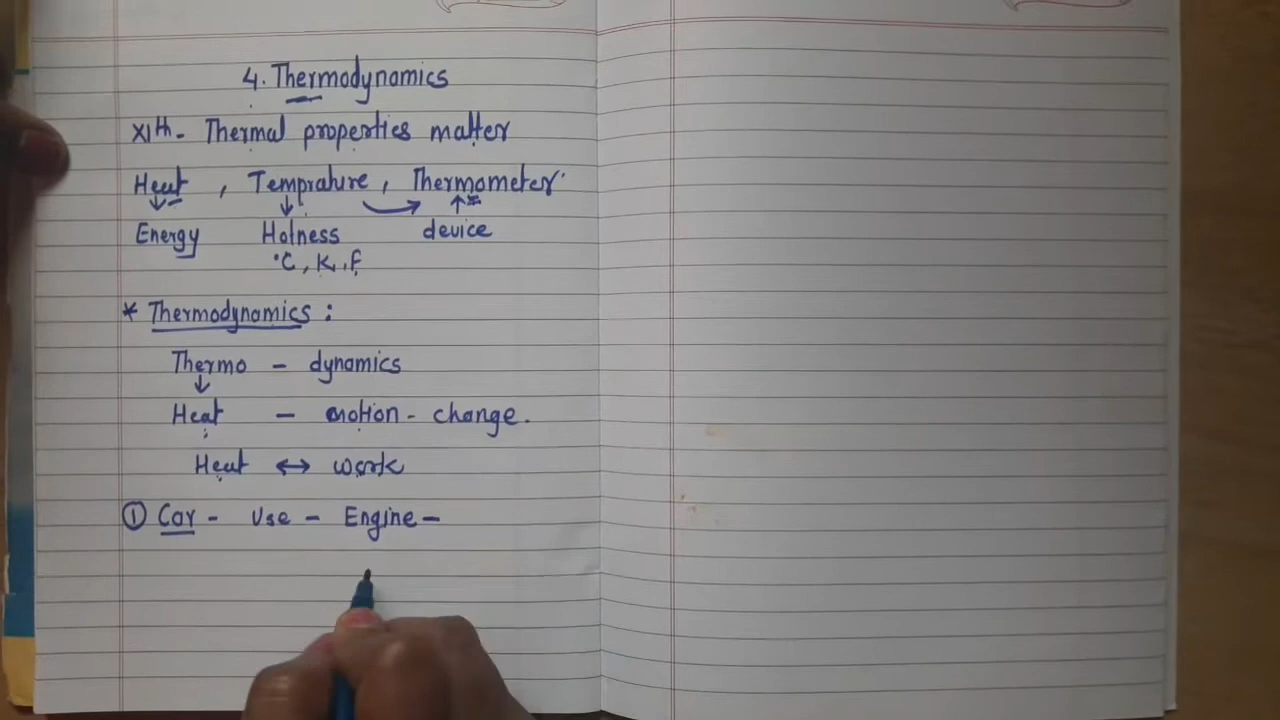 4. Thermodynamics
XIth - Thermal properties matter
Heat , Temprature , Thermometer
Energy Hotness device
°C, K, F
* Thermodynamics :
Thermo - dynamics
Heat - motion - change.
Heat ↔ work
① Car - Use - Engine -